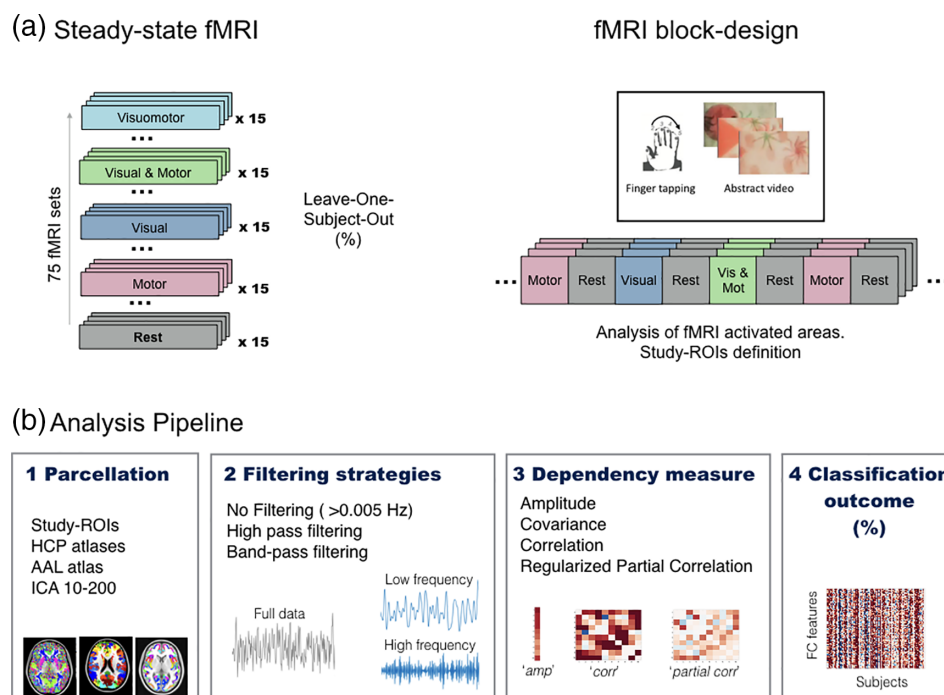 (a) Steady-state fMRI
fMRI block-design
75 fMRI sets
Visuomotor
x 15
...
Visual & Motor
x 15
...
Visual
x 15
...
Motor
x 15
...
Rest
x 15
Leave-One-
Subject-Out
(%)
Finger tapping
Abstract video
...
Motor
Rest
Visual
Rest
Vis &
Mot
Rest
Motor
Rest
...
Analysis of fMRI activated areas.
Study-ROIs definition
(b) Analysis Pipeline
1 Parcellation
Study-ROIs
HCP atlases
AAL atlas
ICA 10-200
2 Filtering strategies
No Filtering ( >0.005 Hz)
High pass filtering
Band-pass filtering
Full data
Low frequency
High frequency
3 Dependency measure
Amplitude
Covariance
Correlation
Regularized Partial Correlation
'amp'
'corr'
'partial corr'
4 Classification
outcome
(%)
FC features
Subjects